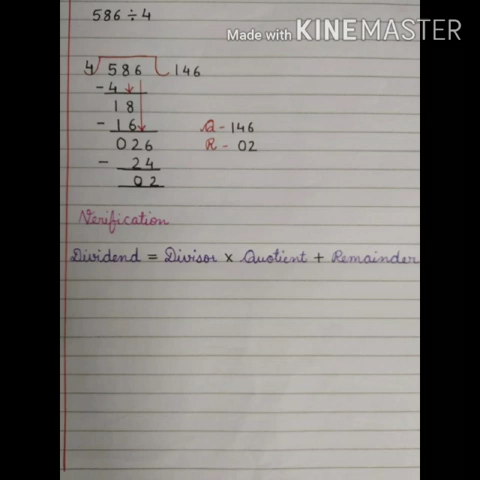 586 ÷ 4
Made with KINEMASTER
4 586 146
- 4
18
- 16
026
- 24
02
Q - 146
R - 02
Verification
Dividend = Divisor x Quotient + Remainder